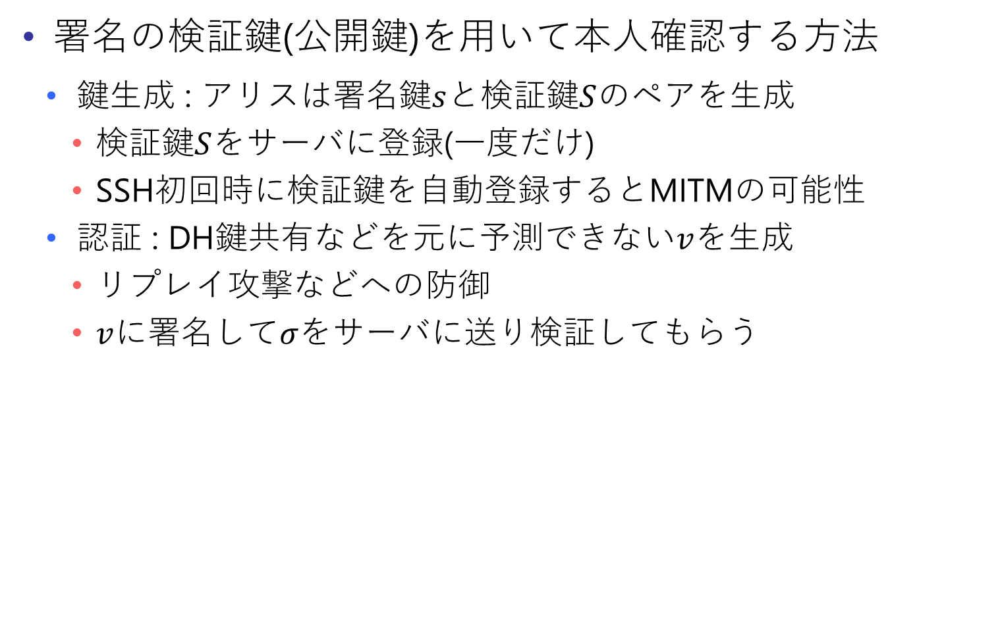 • 署名の検証鍵(公開鍵)を用いて本人確認する方法
• 鍵生成 : アリスは署名鍵sと検証鍵Sのペアを生成
• 検証鍵Sをサーバに登録(一度だけ)
• SSH初回時に検証鍵を自動登録するとMITMの可能性
• 認証 : DH鍵共有などを元に予測できないvを生成
• リプレイ攻撃などへの防御
• vに署名してσをサーバに送り検証してもらう